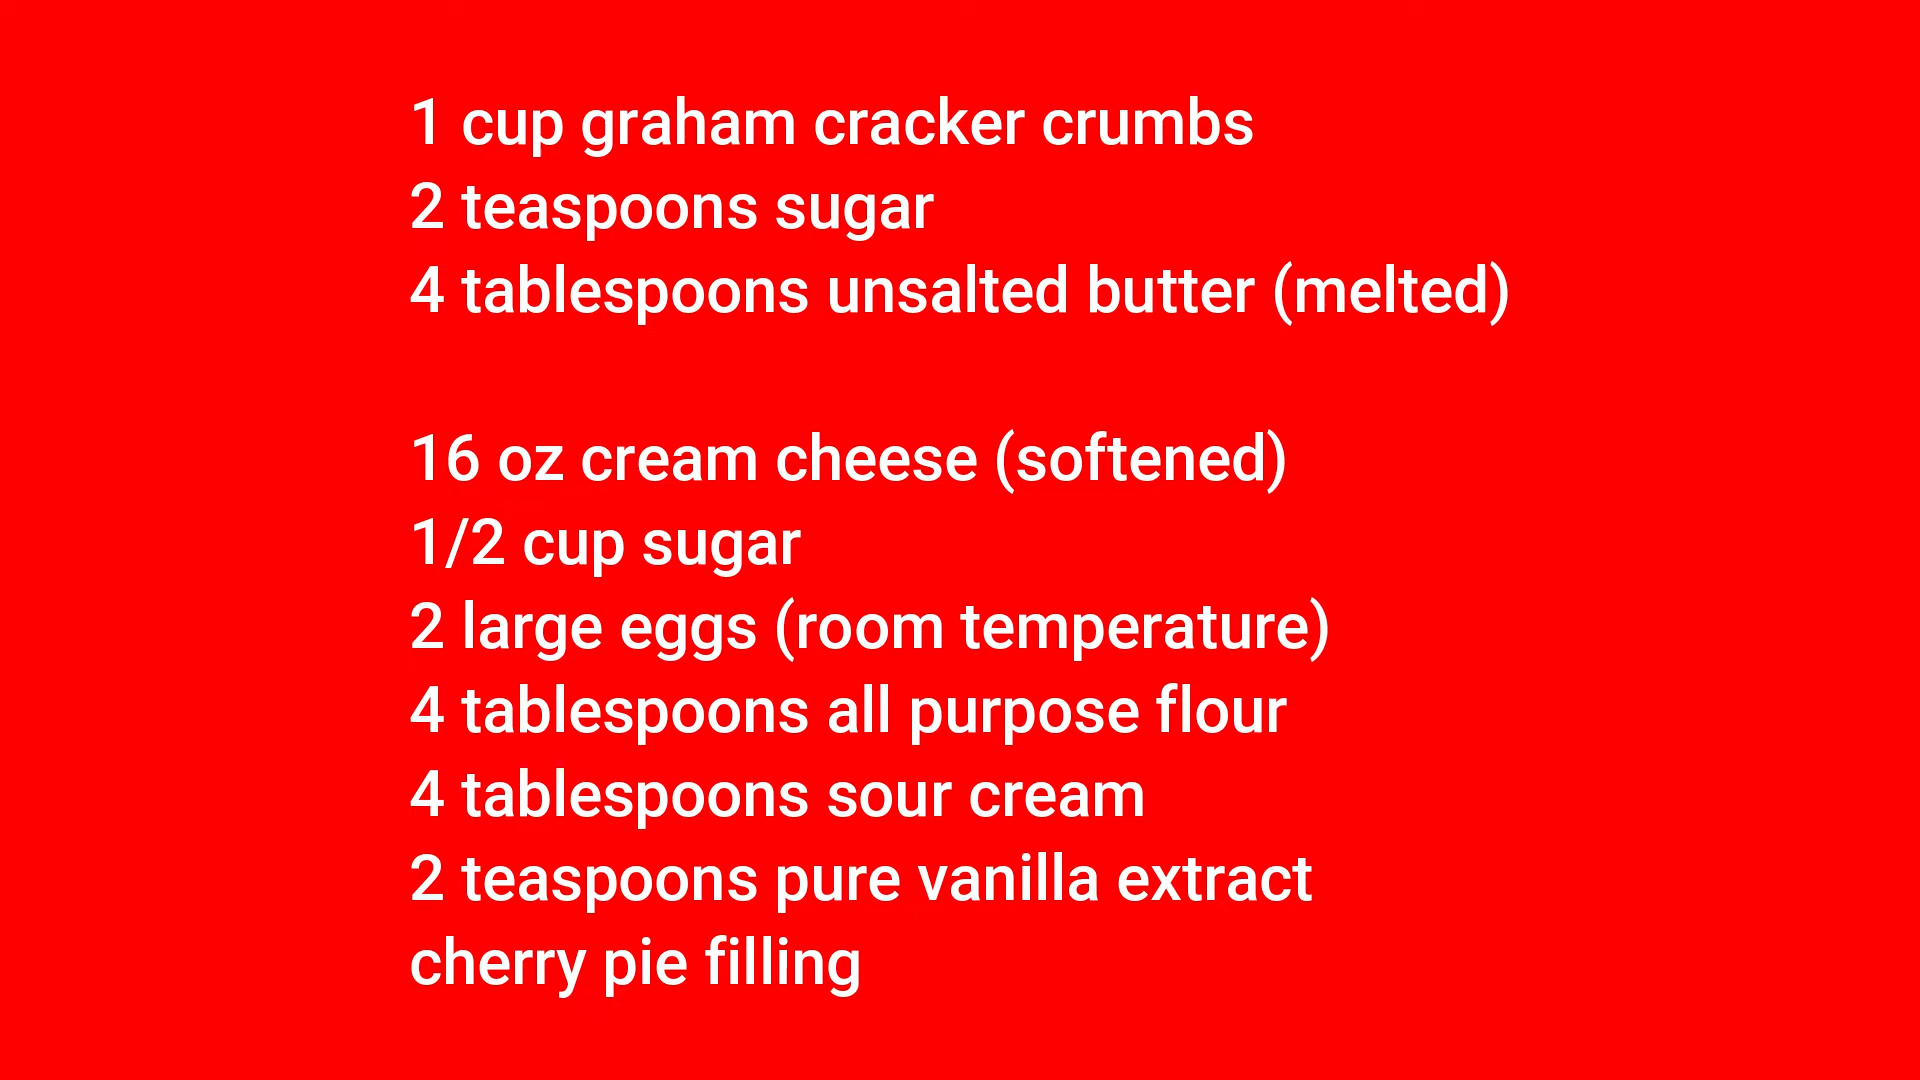 1 cup graham cracker crumbs
2 teaspoons sugar
4 tablespoons unsalted butter (melted)
16 oz cream cheese (softened)
1/2 cup sugar
2 large eggs (room temperature)
4 tablespoons all purpose flour
4 tablespoons sour cream
2 teaspoons pure vanilla extract
cherry pie filling